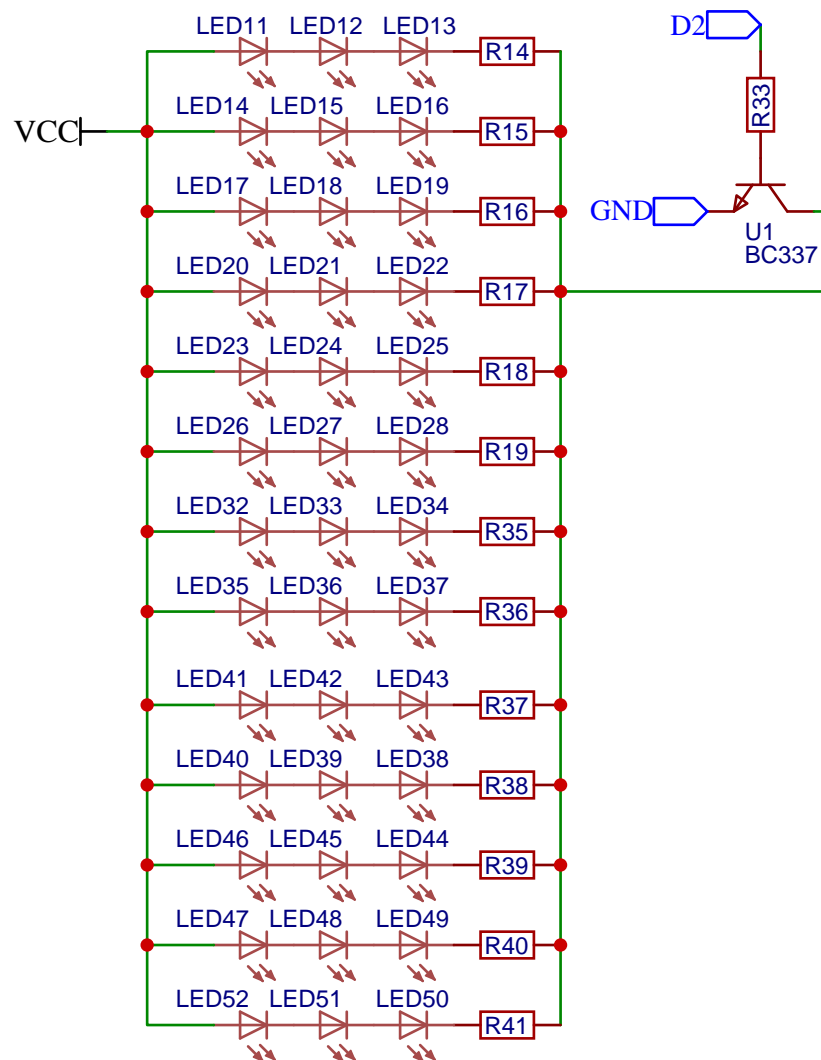 LED11 LED12 LED13
R14
D2
LED14 LED15 LED16
VCC
R15
R33
LED17 LED18 LED19
R16
GND
U1
BC337
LED20 LED21 LED22
R17
LED23 LED24 LED25
R18
LED26 LED27 LED28
R19
LED32 LED33 LED34
R35
LED35 LED36 LED37
R36
LED41 LED42 LED43
R37
LED40 LED39 LED38
R38
LED46 LED45 LED44
R39
LED47 LED48 LED49
R40
LED52 LED51 LED50
R41